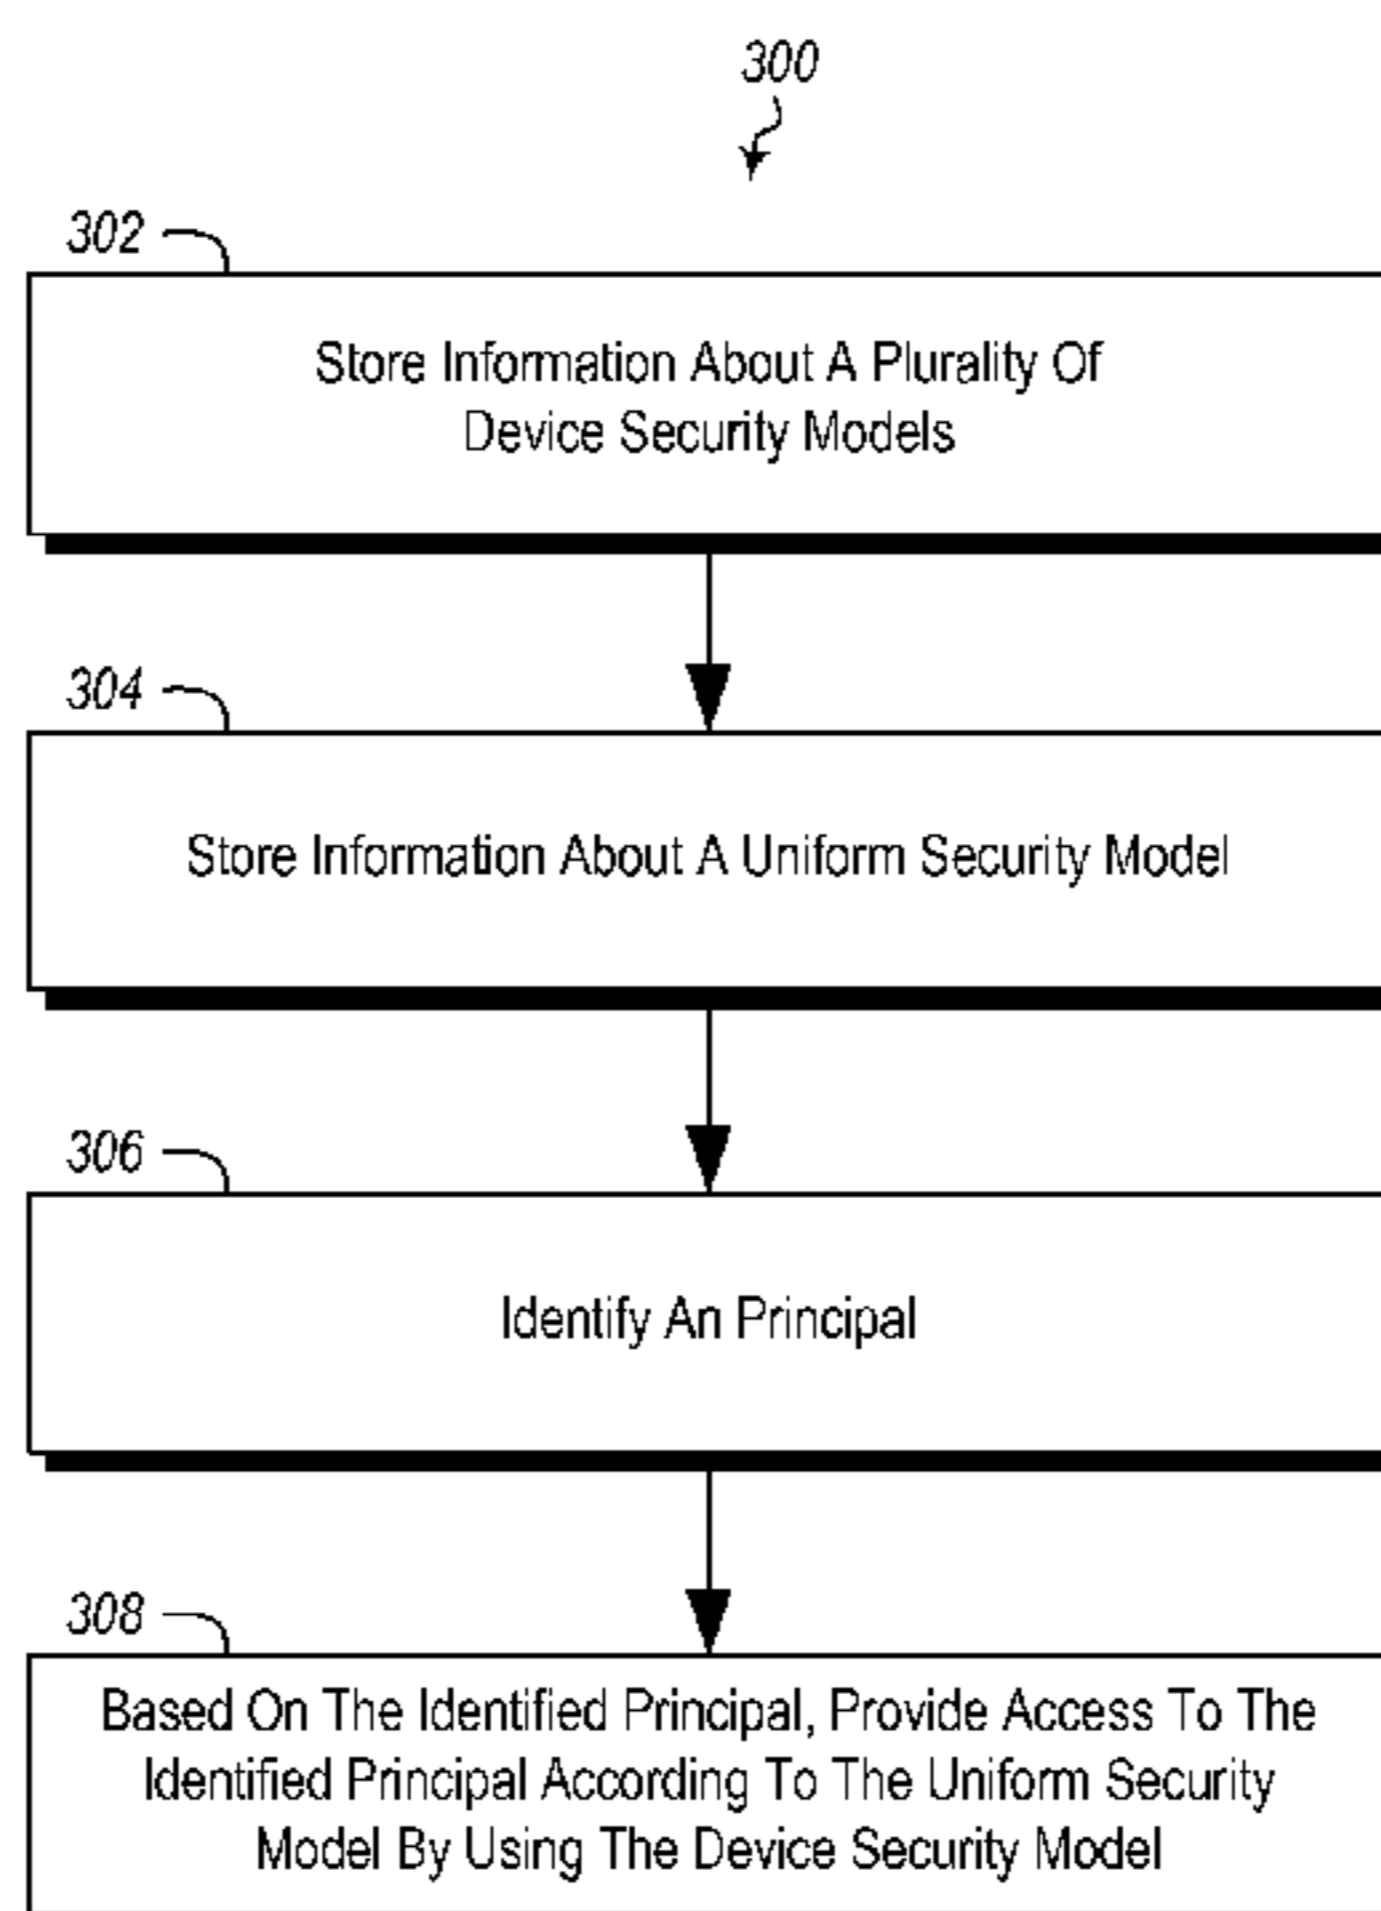 300
302
Store Information About A Plurality Of
Device Security Models
304
Store Information About A Uniform Security Model
306
Identify An Principal
308
Based On The Identified Principal, Provide Access To The
Identified Principal According To The Uniform Security
Model By Using The Device Security Model